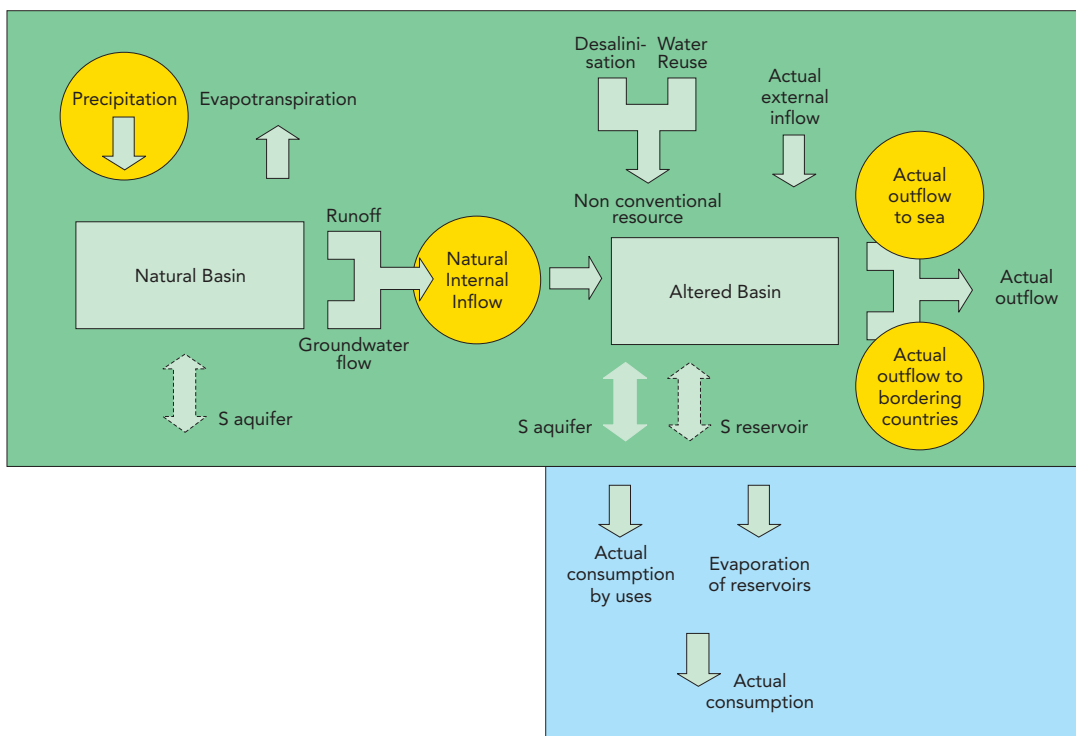 Desalini-
sation
Water
Reuse
Actual
external
inflow
Precipitation
Evapotranspiration
Actual
outflow
to sea
Non conventional
resource
Runoff
Natural Basin
Natural
Internal
Inflow
Altered Basin
Actual
outflow
Groundwater
flow
Actual
outflow to
bordering
countries
S aquifer
S aquifer
S reservoir
Actual
consumption
by uses
Evaporation
of reservoirs
Actual
consumption